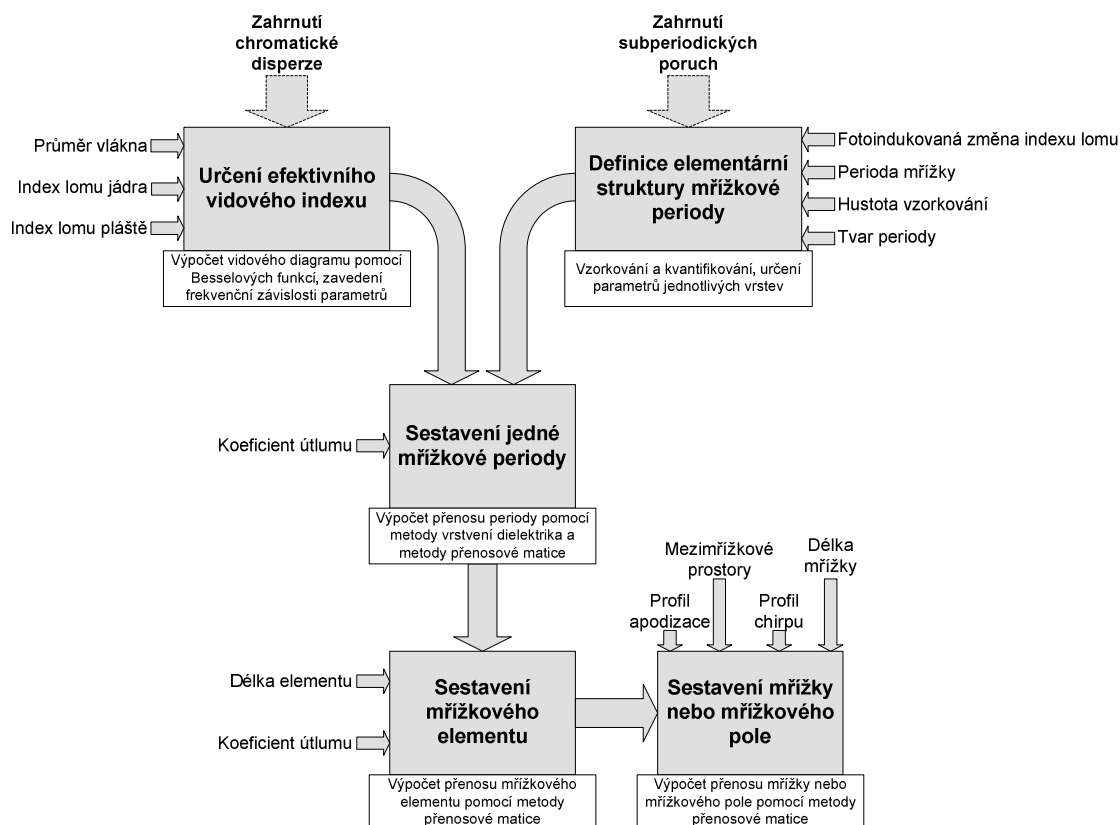 Zahrnutí
chromatické
disperze
Zahrnutí
subperiodických
poruch
Průměr vlákna
Index lomu jádra
Index lomu pláště
Určení efektivního
vidového indexu
Výpočet vidového diagramu pomocí
Besselových funkcí, zavedení
frekvenční závislosti parametrů
Definice elementární
struktury mřížkové
periody
Vzorkování a kvantifikování, určení
parametrů jednotlivých vrstev
Fotoindukovaná změna indexu lomu
Perioda mřížky
Hustota vzorkování
Tvar periody
Koeficient útlumu
Sestavení jedné
mřížkové periody
Výpočet přenosu periody pomocí
metody vrstvení dielektrika a
metody přenosové matice
Mezimřížkové
prostory
Délka
mřížky
Profil
apodizace
Profil
chirpu
Délka elementu
Koeficient útlumu
Sestavení
mřížkového
elementu
Výpočet přenosu mřížkového
elementu pomocí metody
přenosové matice
Sestavení mřížky
nebo mřížkového
pole
Výpočet přenosu mřížky nebo
mřížkového pole pomocí metody
přenosové matice